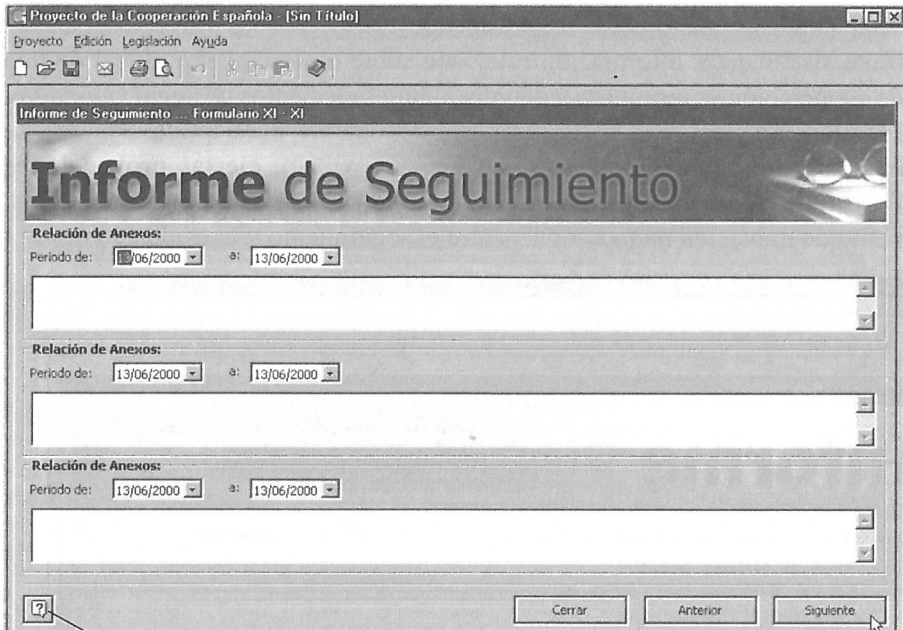 Proyecto de la Cooperación Española - [Sin Título]
Proyecto Edición Legislación Ayuda
Informe de Seguimiento ... Formulario XI - XI
Informe de Seguimiento
Relación de Anexos:
Periodo de: 13/06/2000 a: 13/06/2000
Relación de Anexos:
Periodo de: 13/06/2000 a: 13/06/2000
Relación de Anexos:
Periodo de: 13/06/2000 a: 13/06/2000
? Cerrar Anterior Siguiente